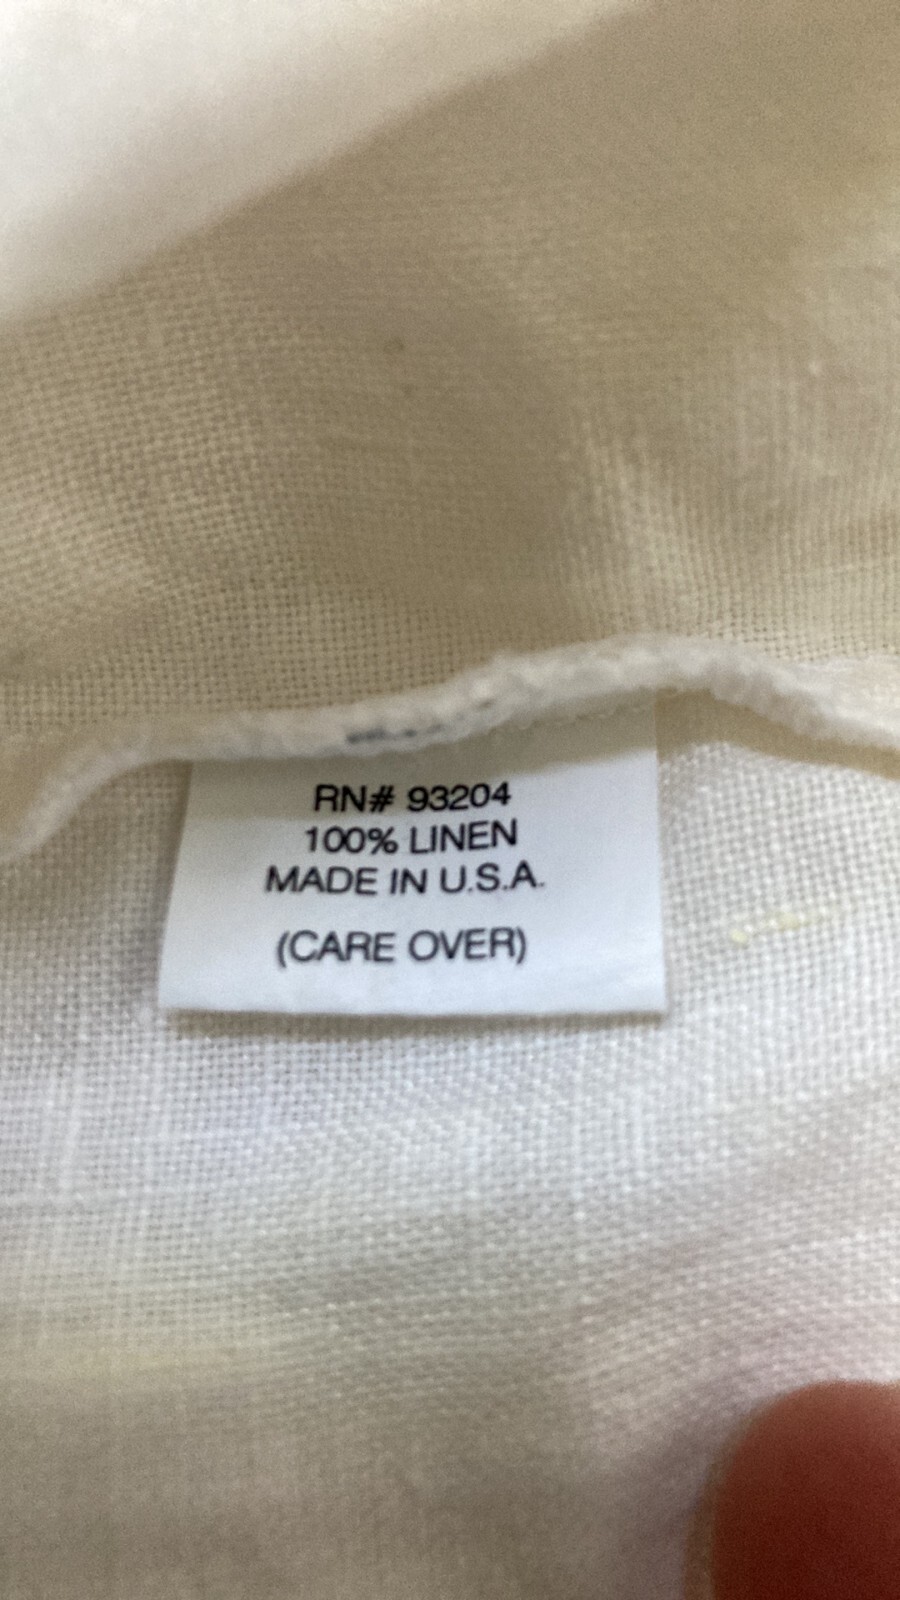 RN# 93204
100% LINEN
MADE IN U.S.A.
(CARE OVER)